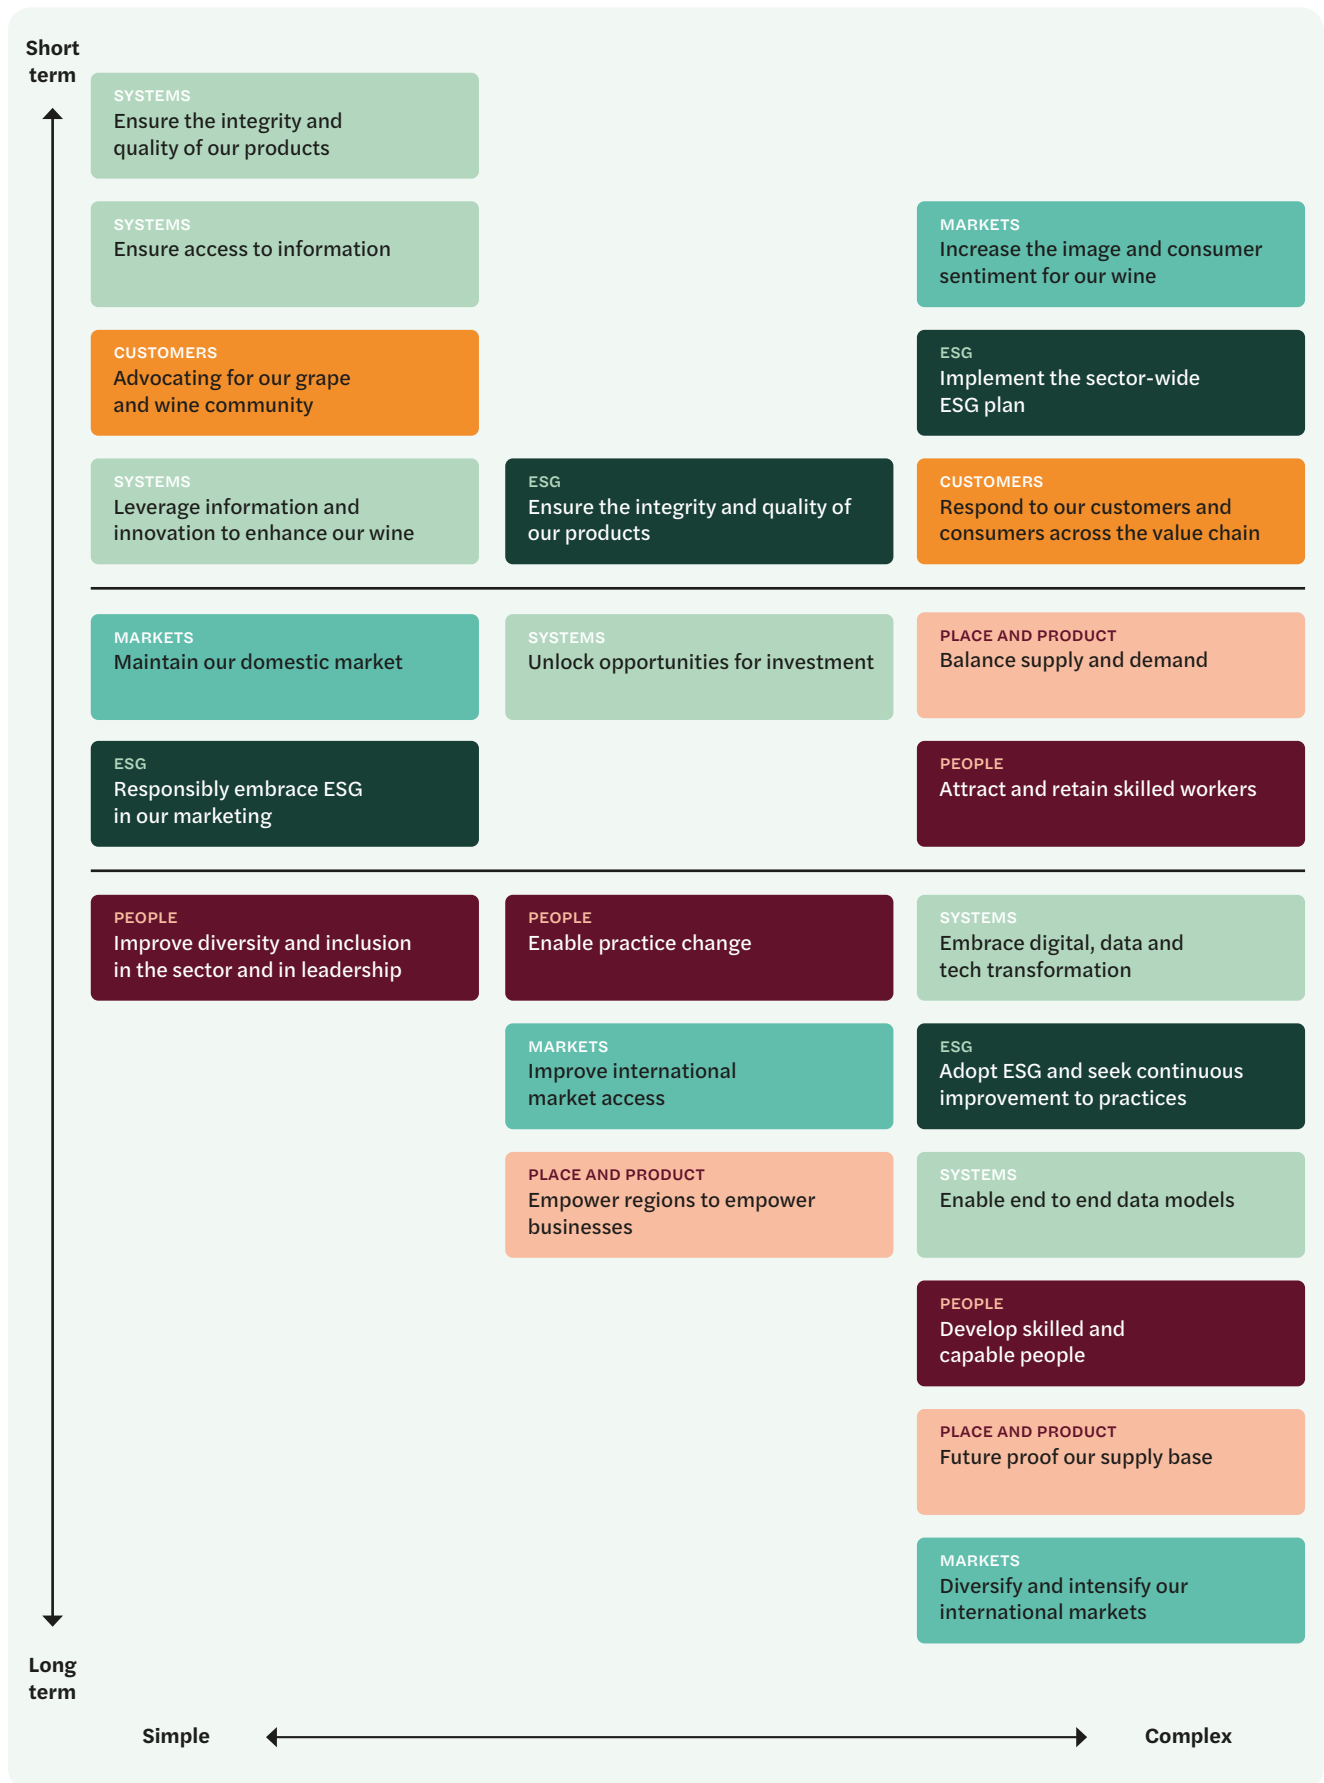 Short
term
SYSTEMS
Ensure the integrity and
quality of our products
SYSTEMS
Ensure access to information
MARKETS
Increase the image and consumer
sentiment for our wine
CUSTOMERS
Advocating for our grape
and wine community
ESG
Implement the sector-wide
ESG plan
SYSTEMS
Leverage information and
innovation to enhance our wine
ESG
Ensure the integrity and quality of
our products
CUSTOMERS
Respond to our customers and
consumers across the value chain
MARKETS
Maintain our domestic market
SYSTEMS
Unlock opportunities for investment
PLACE AND PRODUCT
Balance supply and demand
ESG
Responsibly embrace ESG
in our marketing
PEOPLE
Attract and retain skilled workers
PEOPLE
Improve diversity and inclusion
in the sector and in leadership
PEOPLE
Enable practice change
SYSTEMS
Embrace digital, data and
tech transformation
MARKETS
Improve international
market access
ESG
Adopt ESG and seek continuous
improvement to practices
PLACE AND PRODUCT
Empower regions to empower
businesses
SYSTEMS
Enable end to end data models
PEOPLE
Develop skilled and
capable people
PLACE AND PRODUCT
Future proof our supply base
MARKETS
Diversify and intensify our
international markets
Long
term
Simple
Complex